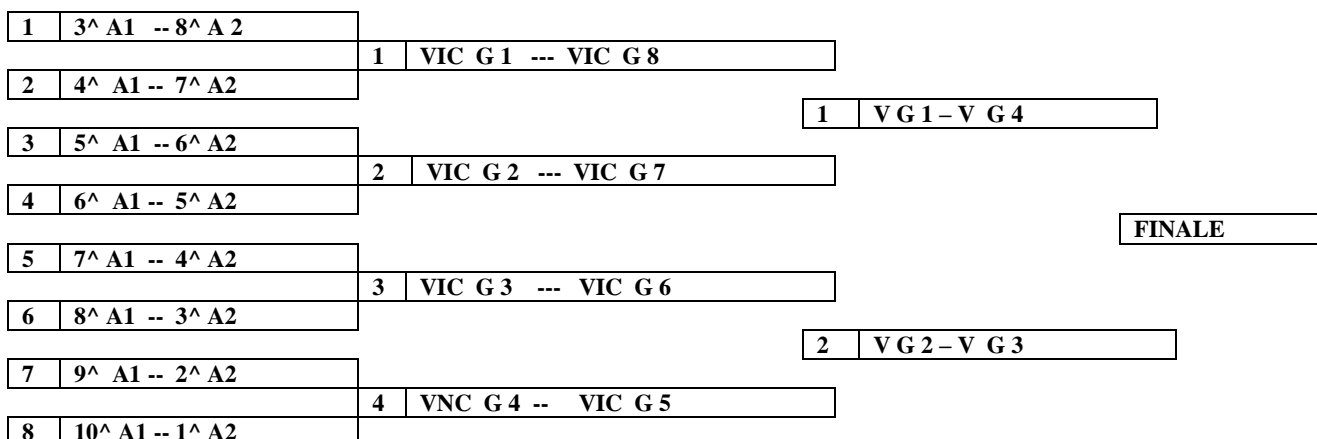 1 3^ A1 -- 8^ A 2
1 VIC G 1 --- VIC G 8
2 4^ A1 -- 7^ A2
1 V G 1 – V G 4
3 5^ A1 -- 6^ A2
2 VIC G 2 --- VIC G 7
4 6^ A1 -- 5^ A2
FINALE
5 7^ A1 -- 4^ A2
3 VIC G 3 --- VIC G 6
6 8^ A1 -- 3^ A2
2 V G 2 – V G 3
7 9^ A1 -- 2^ A2
4 VNC G 4 -- VIC G 5
8 10^ A1 -- 1^ A2